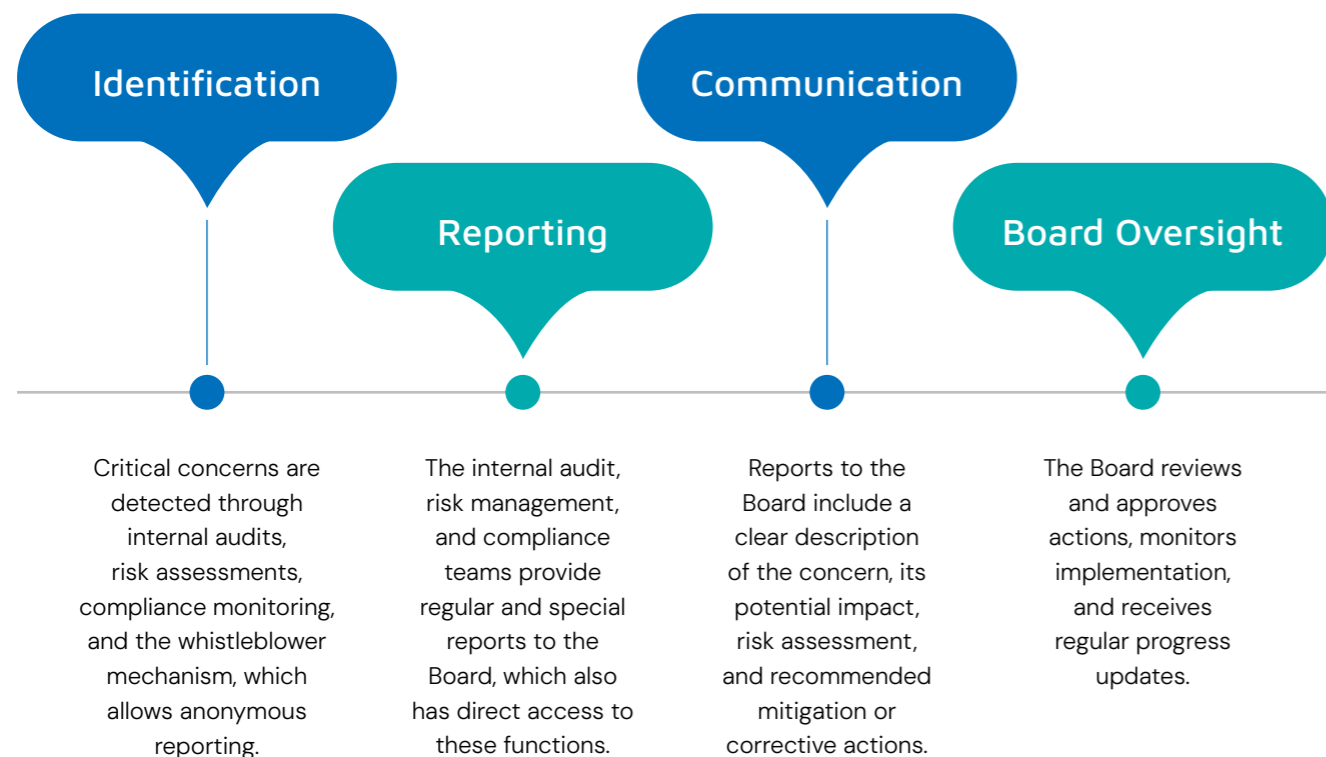 Identification
Critical concerns are
detected through
internal audits,
risk assessments,
compliance monitoring,
and the whistleblower
mechanism, which
allows anonymous
reporting.
Reporting
The internal audit,
risk management,
and compliance
teams provide
regular and special
reports to the
Board, which also
has direct access to
these functions.
Communication
Reports to the
Board include a
clear description
of the concern, its
potential impact,
risk assessment,
and recommended
mitigation or
corrective actions.
Board Oversight
The Board reviews
and approves
actions, monitors
implementation,
and receives
regular progress
updates.